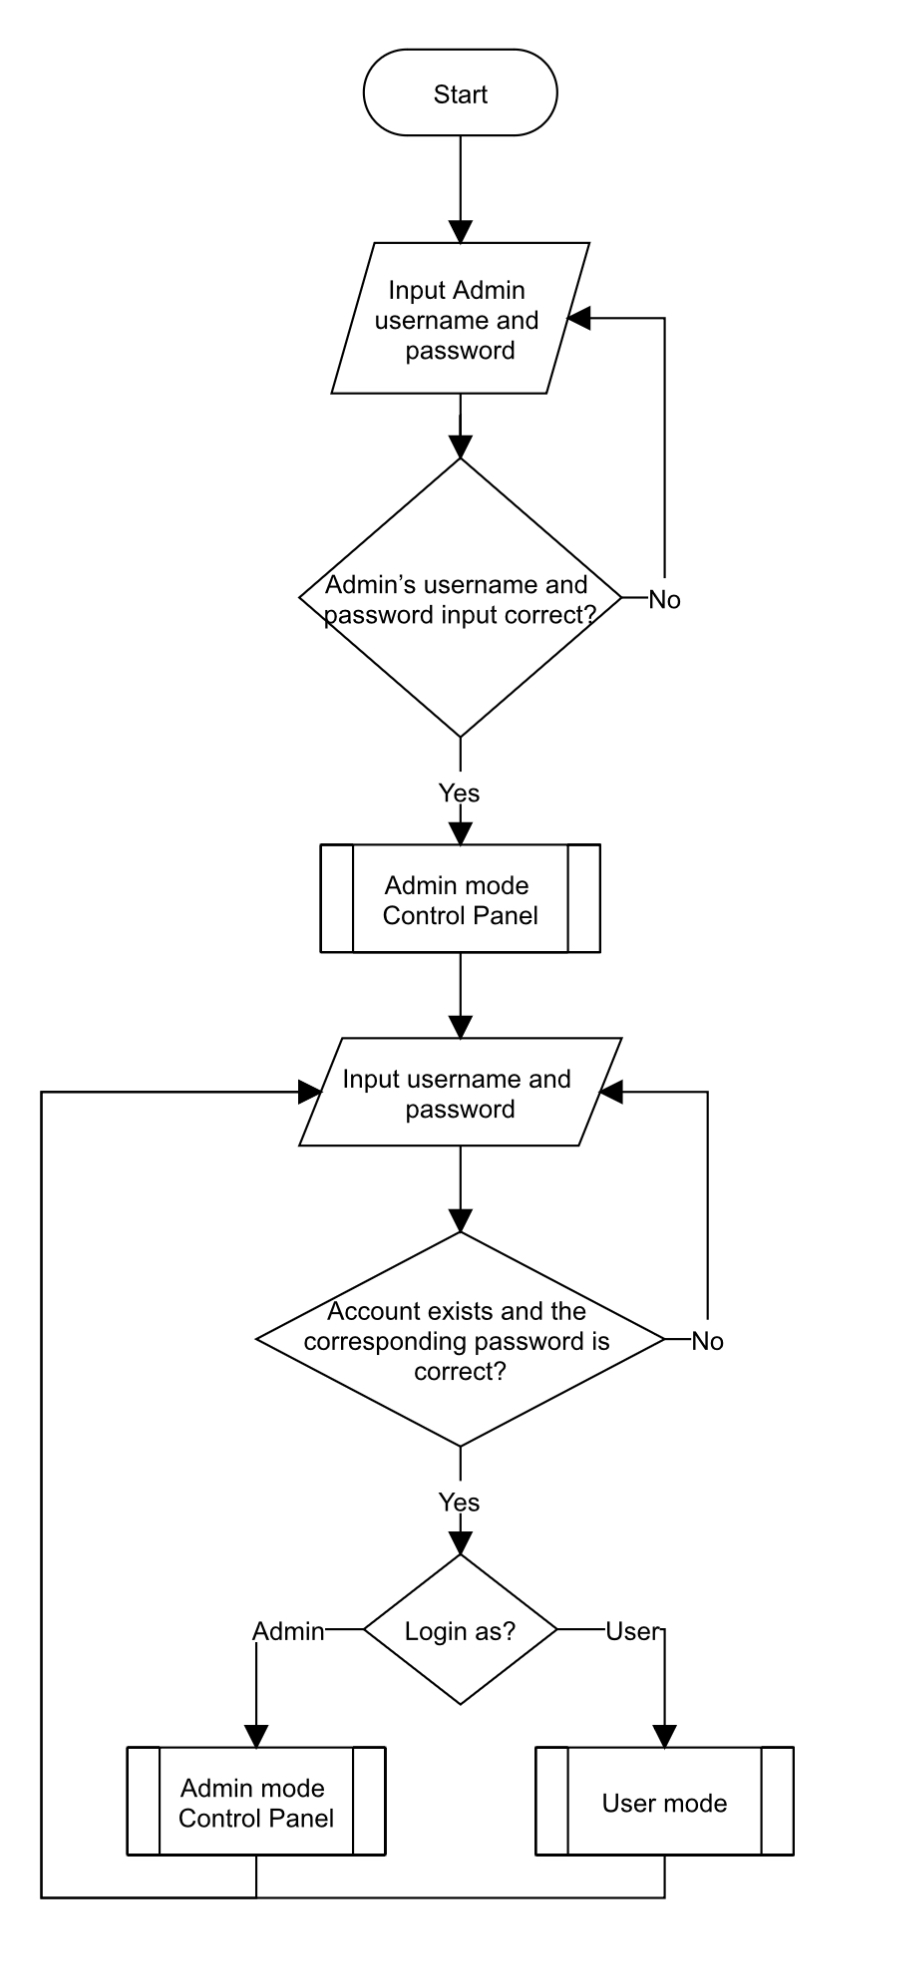 Start
Input Admin
username and
password
Admin’s username and
password input correct?
No
Yes
Admin mode
Control Panel
Input username and
password
Account exists and the
corresponding password is
correct?
No
Yes
Login as?
Admin
User
Admin mode
Control Panel
User mode